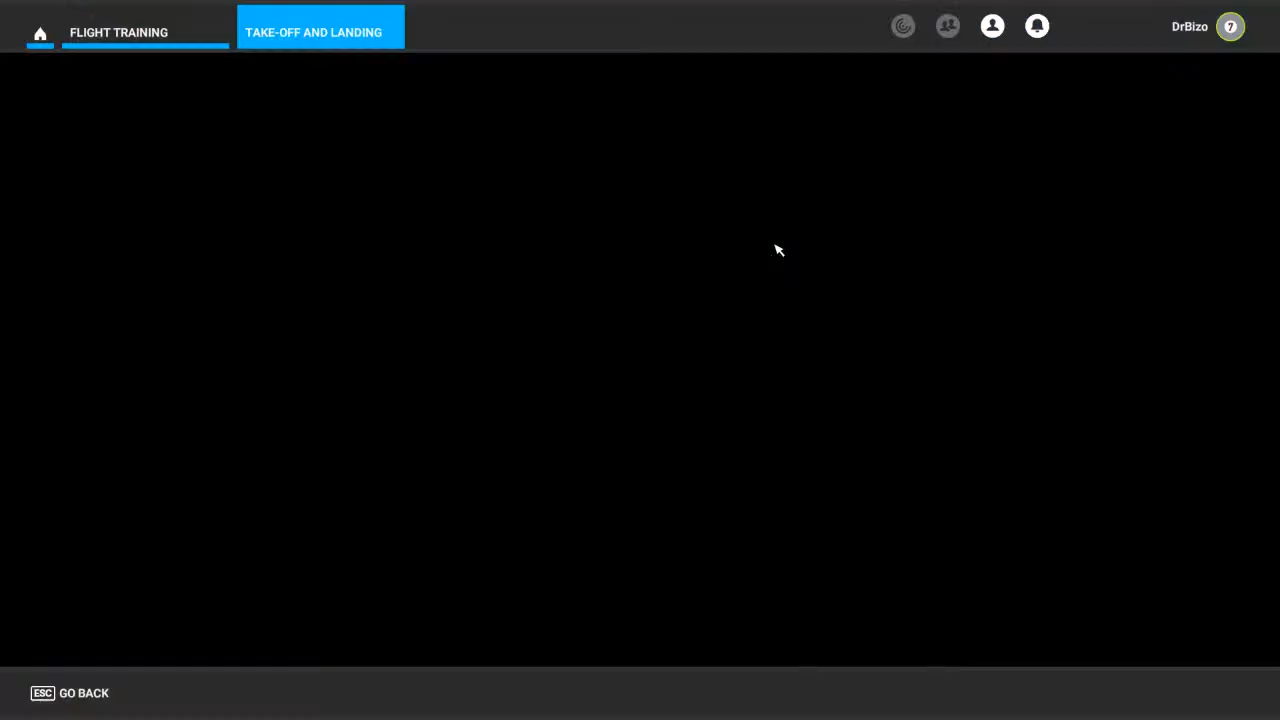 FLIGHT TRAINING
TAKE-OFF AND LANDING
DrBizo
7
ESC GO BACK